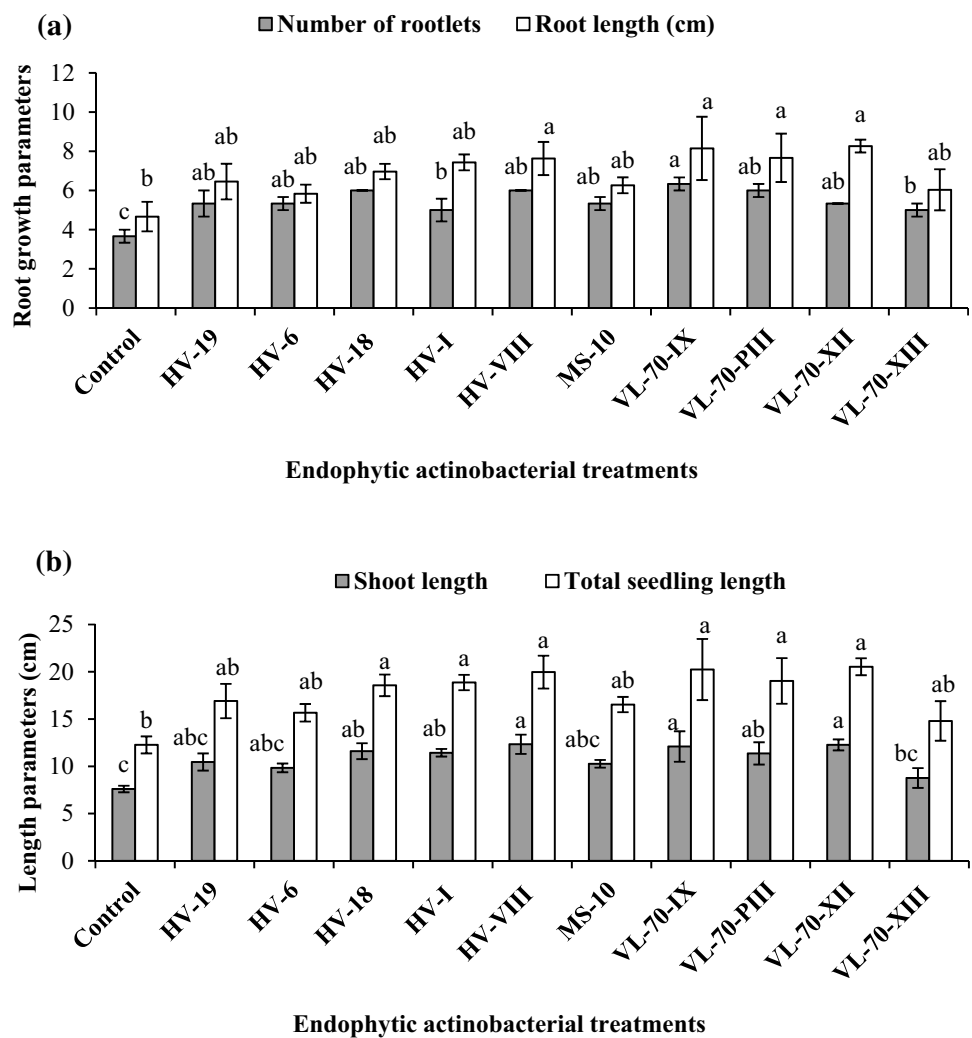 (a)
Number of rootlets Root length (cm)
Root growth parameters
12
10
8
6
4
2
0
c b ab ab ab ab ab ab b a ab a ab ab a a ab a ab a b ab
Control HV-19 HV-6 HV-18 HV-I HV-VIII MS-10 VL-70-IX VL-70-PIII VL-70-XII VL-70-XIII
Endophytic actinobacterial treatments
(b)
Shoot length Total seedling length
Length parameters (cm)
25
20
15
10
5
0
c b abc ab abc ab ab a ab a a a abc ab a a ab a a a bc ab
Control HV-19 HV-6 HV-18 HV-I HV-VIII MS-10 VL-70-IX VL-70-PIII VL-70-XII VL-70-XIII
Endophytic actinobacterial treatments